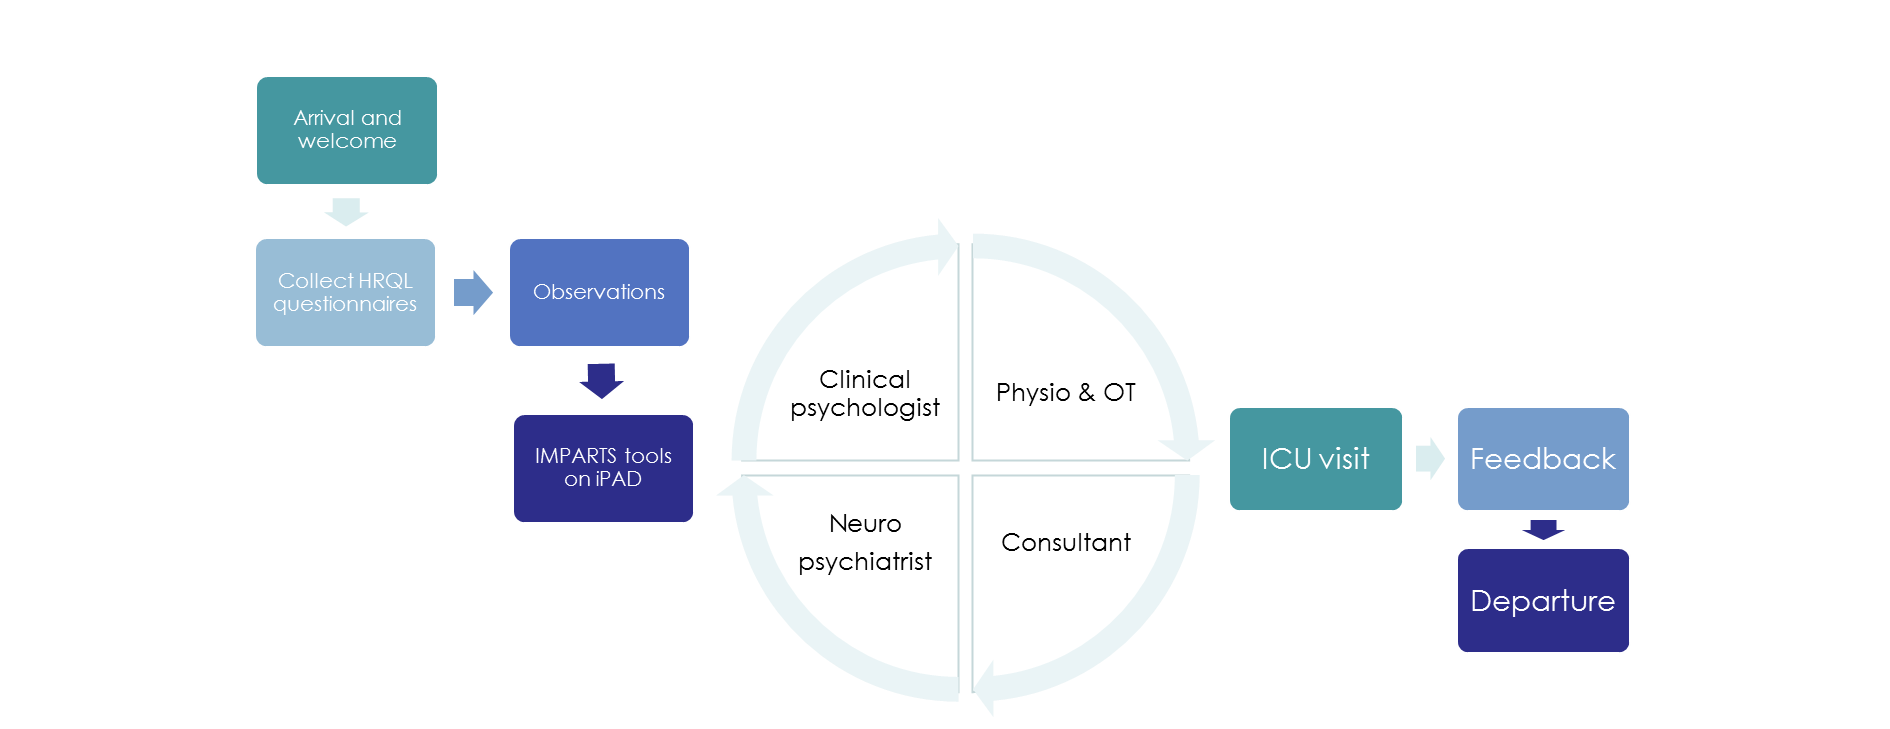 Arrival and
welcome
Collect HRQL
questionnaires
Observations
IMPARTS tools
on iPAD
Clinical
psychologist
Physio & OT
Neuro
psychiatrist
Consultant
ICU visit
Feedback
Departure